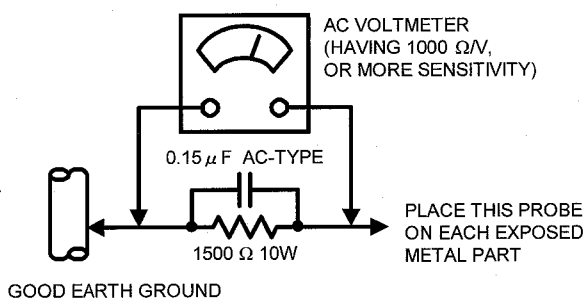 AC VOLTMETER
(HAVING 1000 Ω/V,
OR MORE SENSITIVITY)
0.15 μF AC-TYPE
1500 Ω 10W
PLACE THIS PROBE
ON EACH EXPOSED
METAL PART
GOOD EARTH GROUND